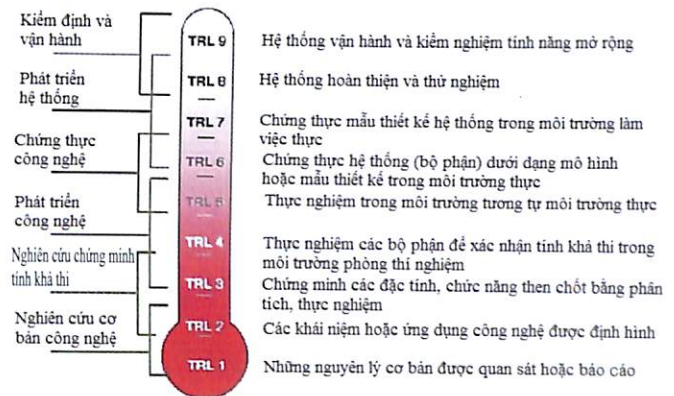 Kiểm định và
vận hành
Phát triển
hệ thống
Chứng thực
công nghệ
Phát triển
công nghệ
Nghiên cứu chứng minh
tính khả thi
Nghiên cứu cơ
bản công nghệ
TRL 9
TRL 8
TRL 7
TRL 6
TRL 5
TRL 4
TRL 3
TRL 2
TRL 1
Hệ thống vận hành và kiểm nghiệm tính năng mở rộng
Hệ thống hoàn thiện và thử nghiệm
Chứng thực mẫu thiết kế hệ thống trong môi trường làm
việc thực
Chứng thực hệ thống (bộ phận) dưới dạng mô hình
hoặc mẫu thiết kế trong môi trường thực
Thực nghiệm trong môi trường tương tự môi trường thực
Thực nghiệm các bộ phận để xác nhận tính khả thi trong
môi trường phòng thí nghiệm
Chứng minh các đặc tính, chức năng then chốt bằng phân
tích, thực nghiệm
Các khái niệm hoặc ứng dụng công nghệ được định hình
Những nguyên lý cơ bản được quan sát hoặc báo cáo